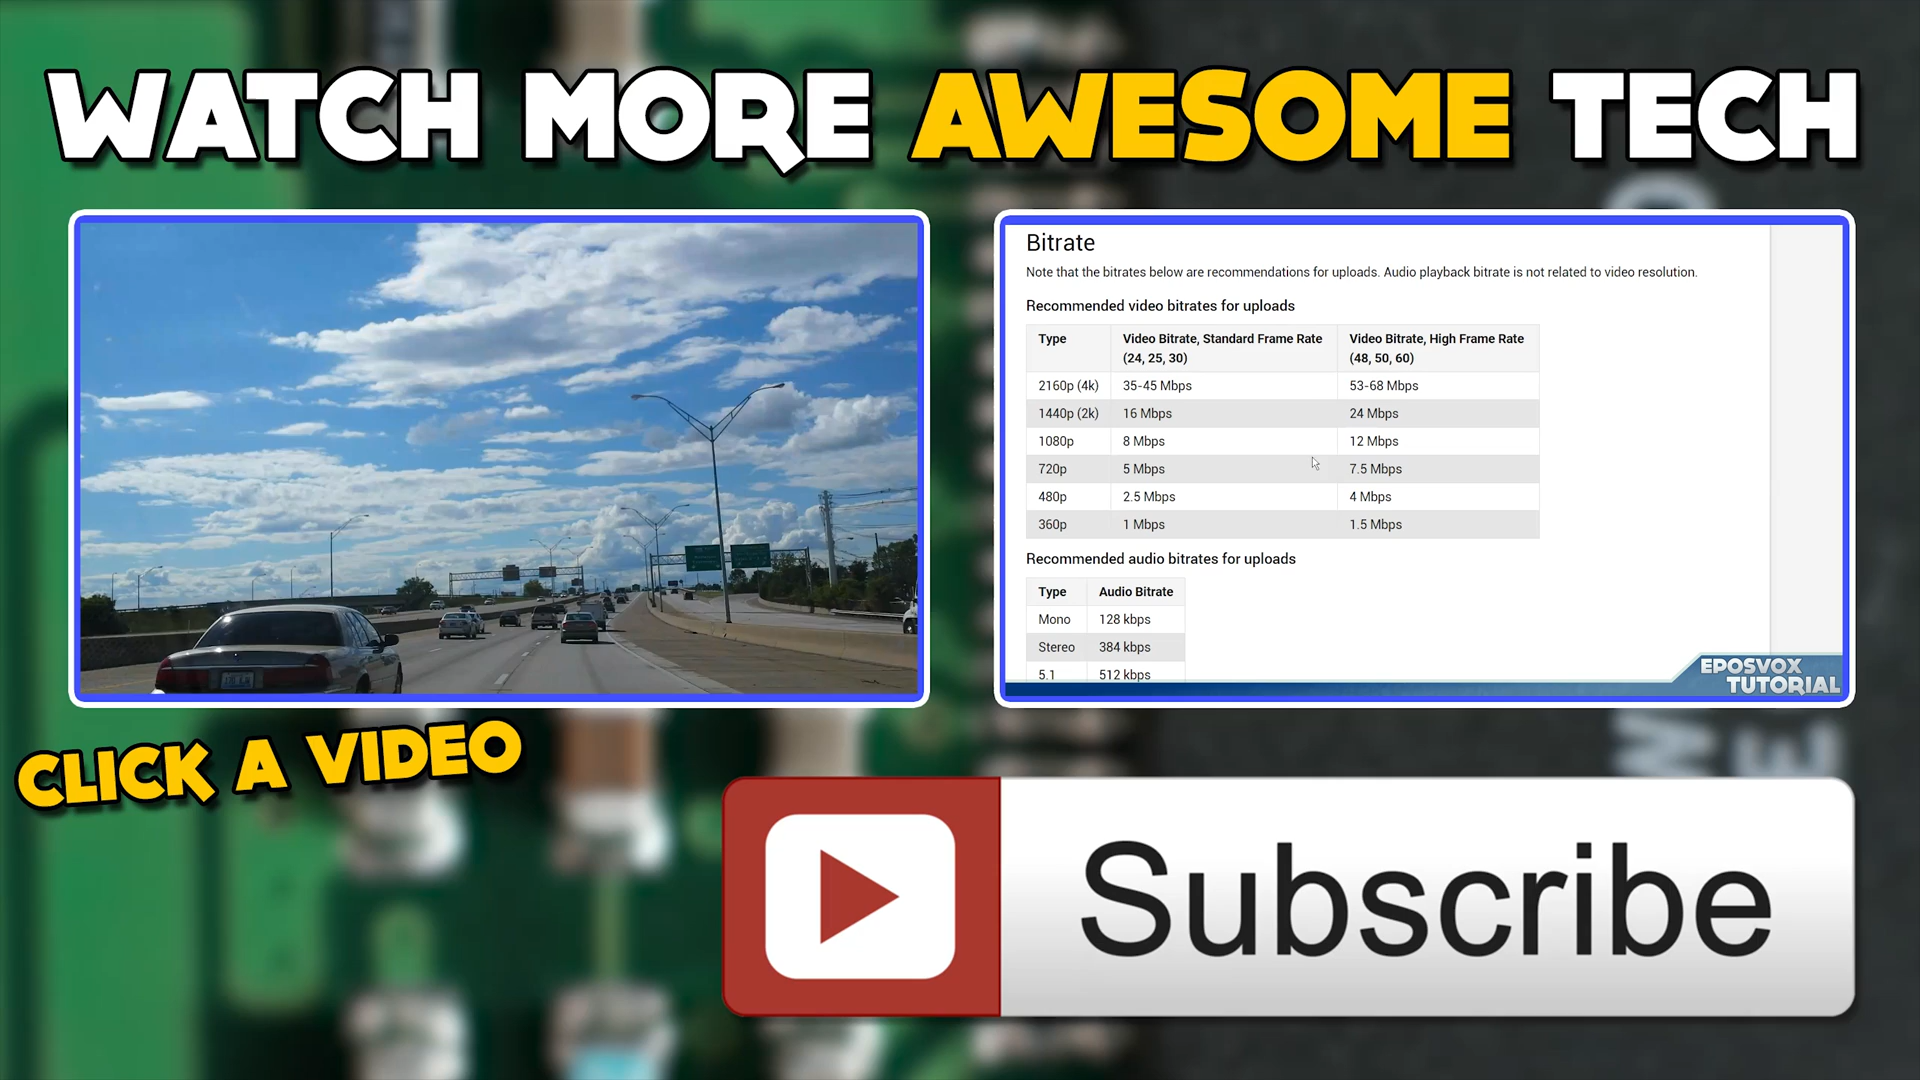 WATCH MORE AWESOME TECH
Bitrate
Note that the bitrates below are recommendations for uploads. Audio playback bitrate is not related to video resolution.
Recommended video bitrates for uploads
Type Video Bitrate, Standard Frame Rate (24, 25, 30) Video Bitrate, High Frame Rate (48, 50, 60)
2160p (4k) 35-45 Mbps 53-68 Mbps
1440p (2k) 16 Mbps 24 Mbps
1080p 8 Mbps 12 Mbps
720p 5 Mbps 7.5 Mbps
480p 2.5 Mbps 4 Mbps
360p 1 Mbps 1.5 Mbps
Recommended audio bitrates for uploads
Type Audio Bitrate
Mono 128 kbps
Stereo 384 kbps
5.1 512 kbps
EPOSVOX
TUTORIAL
CLICK A VIDEO
Subscribe